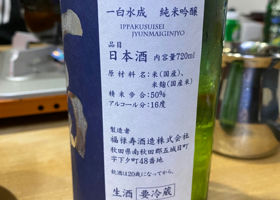 一白水成 純米吟醸
IPPAKUSUISEI
JYUNMAIGINJYO
品目
日本酒 内容量720ml
原材料名:米(国産)、
米麹(国産米)
精米歩合:50%
アルコール分:16度
製造者
福禄寿酒造株式会社
秋田県南秋田郡五城目町
字下タ町48番地
飲酒は20歳になってから。
生酒 要冷蔵